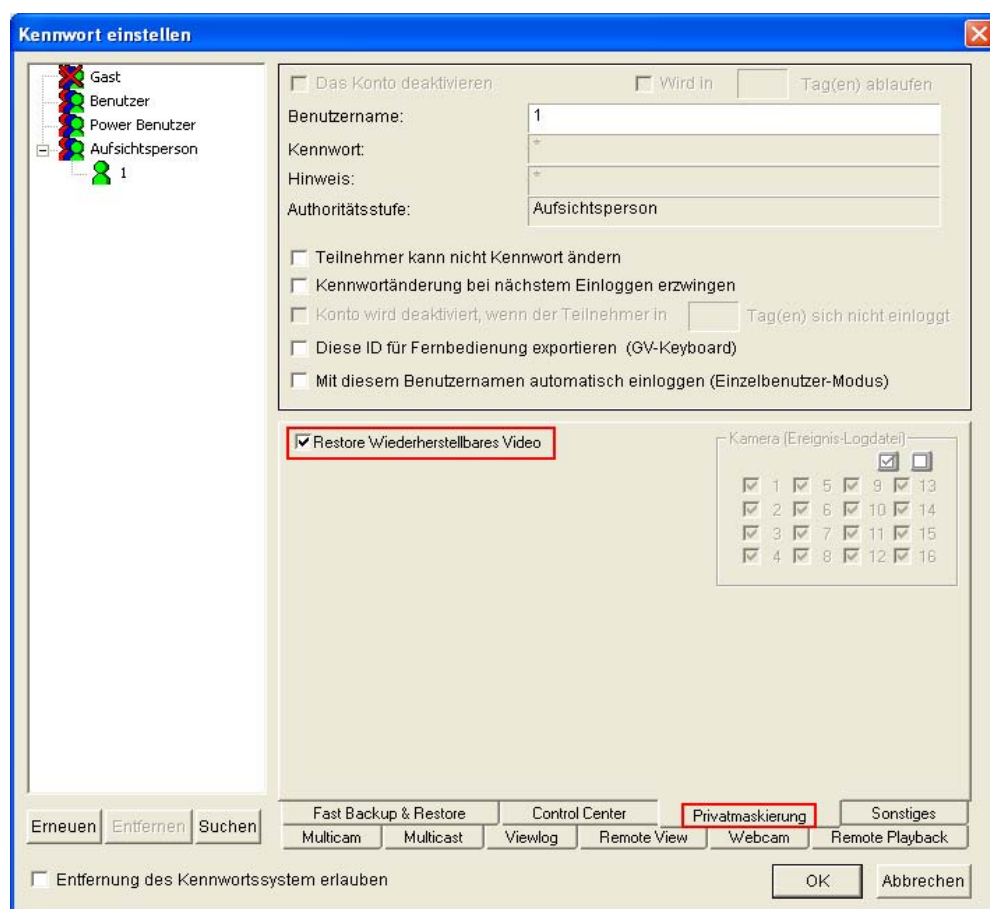 Kennwort einstellen
Gast
Benutzer
Power Benutzer
Aufsichtsperson
1
Das Konto deaktivieren Wird in Tag(en) ablaufen
Benutzername: 1
Kennwort: *
Hinweis: *
Authoritätsstufe: Aufsichtsperson
Teilnehmer kann nicht Kennwort ändern
Kennwortänderung bei nächstem Einloggen erzwingen
Konto wird deaktiviert, wenn der Teilnehmer in Tag(en) sich nicht einloggt
Diese ID für Fernbedienung exportieren (GV-Keyboard)
Mit diesem Benutzernamen automatisch einloggen (Einzelbenutzer-Modus)
Restore Wiederherstellbares Video
Kamera (Ereignis-Logdatei)
1 5 9 13
2 6 10 14
3 7 11 15
4 8 12 16
Fast Backup & Restore Control Center Privatmaskierung Sonstiges
Multicam Multicast Viewlog Remote View Webcam Remote Playback
Erneuen Entfernen Suchen
Entfernung des Kennwortssystem erlauben
OK Abbrechen